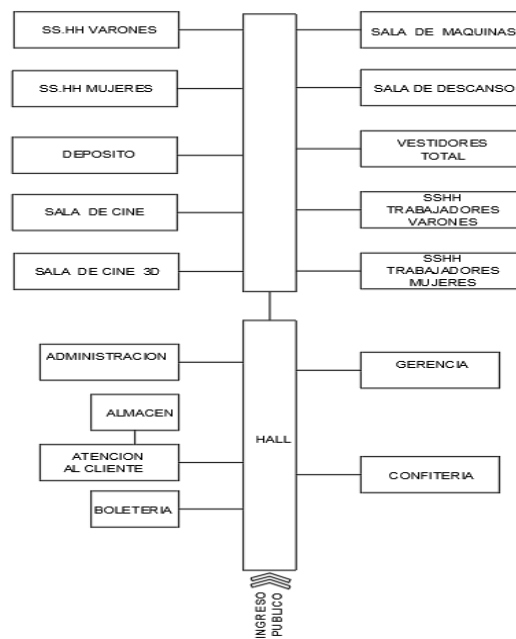 SS.HH VARONES
SALA DE MAQUINAS
SS.HH MUJERES
SALA DE DESCANSO
DEPOSITO
VESTIDORES
TOTAL
SALA DE CINE
SSHH
TRABAJADORES
VARONES
SALA DE CINE 3D
SSHH
TRABAJADORES
MUJERES
ADMINISTRACION
GERENCIA
ALMACEN
HALL
ATENCION
AL CLIENTE
CONFITERIA
BOLETERIA
INGRESO
PUBLICO